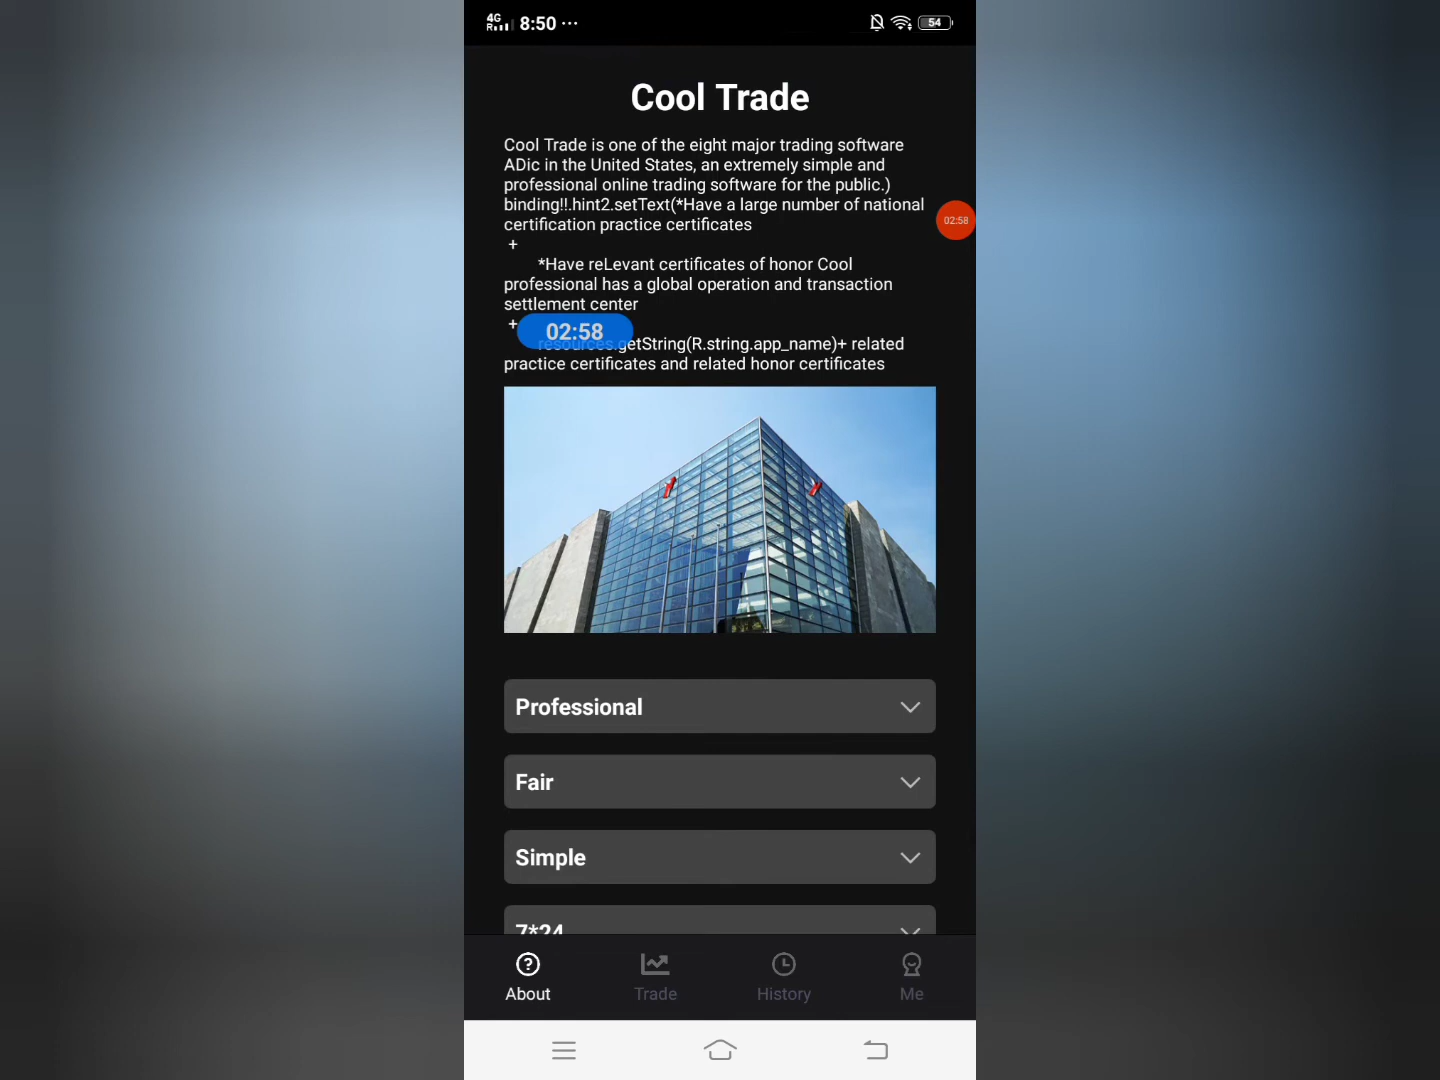 4G
R
8:50 ...
54
Cool Trade
Cool Trade is one of the eight major trading software
ADic in the United States, an extremely simple and
professional online trading software for the public.)
binding!!.hint2.setText(*Have a large number of national
certification practice certificates
+
*Have reLevant certificates of honor Cool
professional has a global operation and transaction
settlement center
+
resources.getString(R.string.app_name)+ related
practice certificates and related honor certificates
02:58
02:58
Professional
Fair
Simple
7*24
About
Trade
History
Me